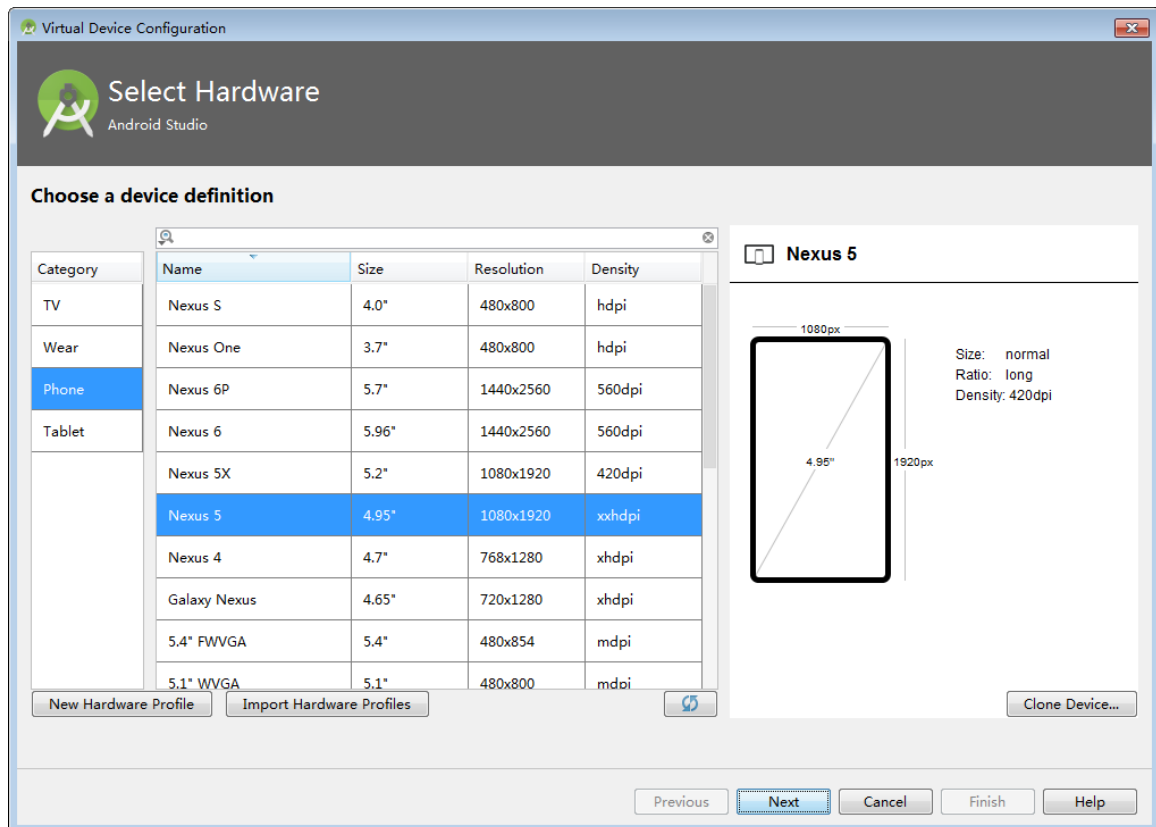 Virtual Device Configuration
Select Hardware
Android Studio
Choose a device definition
Category
TV
Wear
Phone
Tablet
Name Size Resolution Density
Nexus S 4.0" 480x800 hdpi
Nexus One 3.7" 480x800 hdpi
Nexus 6P 5.7" 1440x2560 560dpi
Nexus 6 5.96" 1440x2560 560dpi
Nexus 5X 5.2" 1080x1920 420dpi
Nexus 5 4.95" 1080x1920 xxhdpi
Nexus 4 4.7" 768x1280 xhdpi
Galaxy Nexus 4.65" 720x1280 xhdpi
5.4" FWVGA 5.4" 480x854 mdpi
5.1" WVGA 5.1" 480x800 mdpi
New Hardware Profile Import Hardware Profiles
Nexus 5
1080px
4.95"
1920px
Size: normal
Ratio: long
Density: 420dpi
Clone Device...
Previous Next Cancel Finish Help